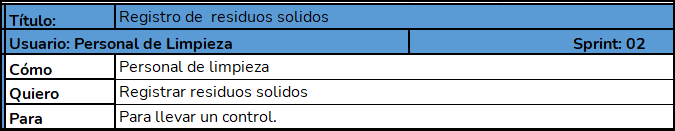 Título: Registro de residuos solidos
Usuario: Personal de Limpieza Sprint: 02
Cómo Personal de limpieza
Quiero Registrar residuos solidos
Para Para llevar un control.